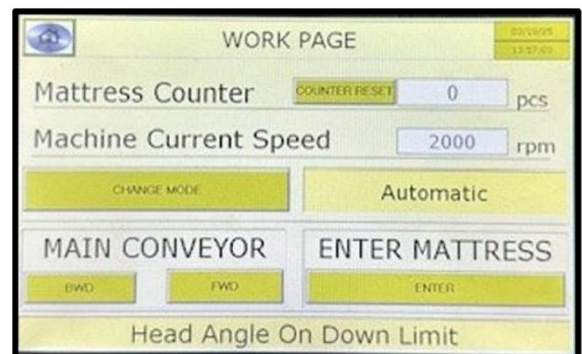 WORK PAGE
Mattress Counter COUNTER RESET 0 pcs
Machine Current Speed 2000 rpm
CHANGE MODE Automatic
MAIN CONVEYOR ENTER MATTRESS
BWD FWD ENTER
Head Angle On Down Limit